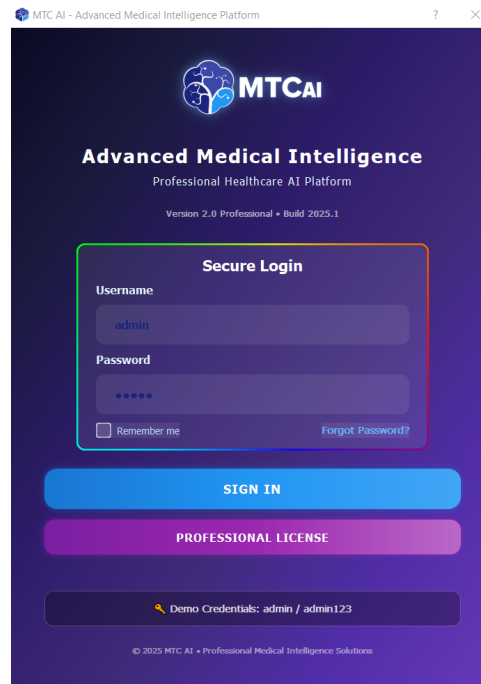 MTC AI - Advanced Medical Intelligence Platform ? ×
MTCAI
Advanced Medical Intelligence
Professional Healthcare AI Platform
Version 2.0 Professional • Build 2025.1
Secure Login
Username
admin
Password
•••••
Remember me Forgot Password?
SIGN IN
PROFESSIONAL LICENSE
🔑 Demo Credentials: admin / admin123
© 2025 MTC AI • Professional Medical Intelligence Solutions